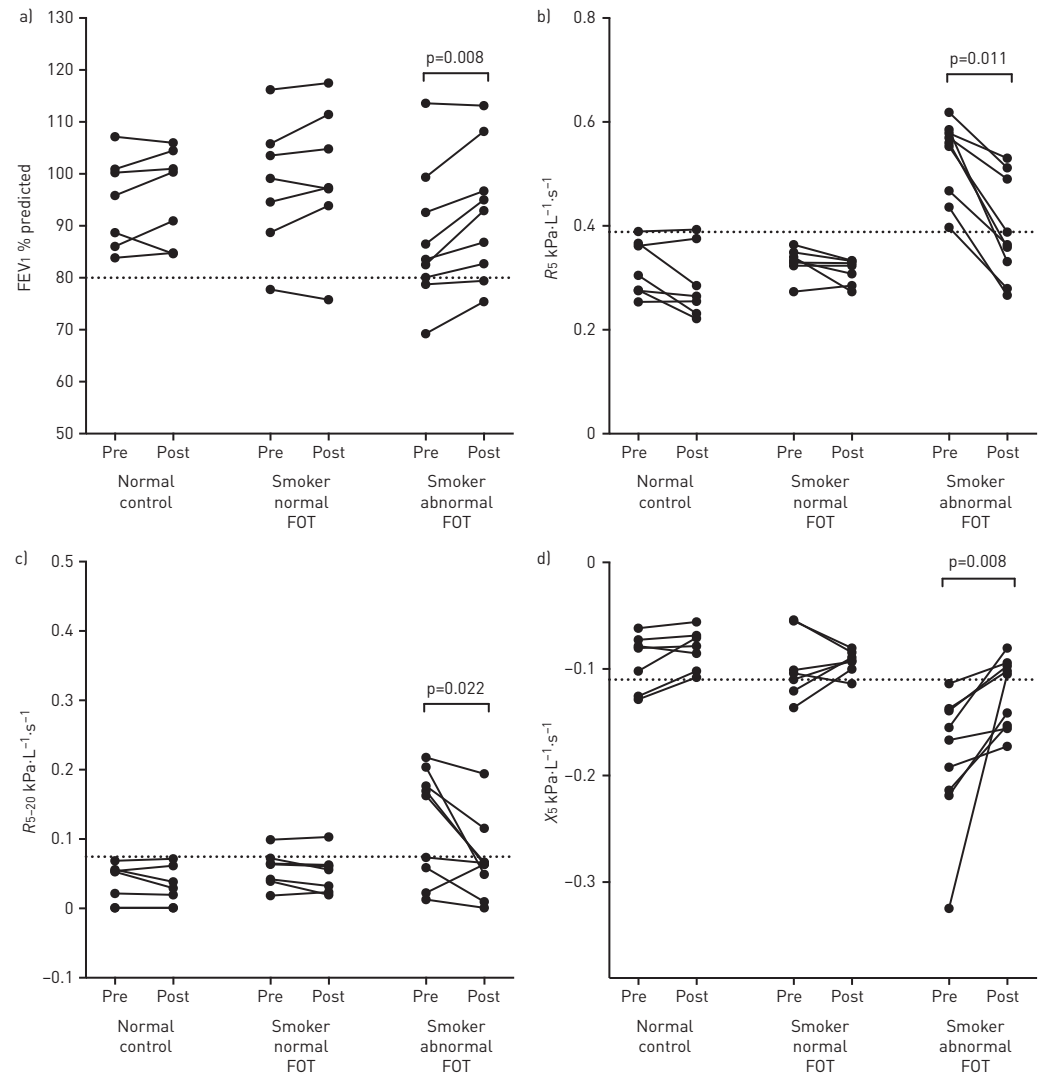 a)
130
120
110
100
90
80
70
60
50
FEV1 % predicted
p=0.008
Pre Post Pre Post Pre Post
Normal Smoker Smoker
control normal abnormal
FOT FOT
b)
0.8
0.6
0.4
0.2
0
R5 kPa·L−1·s−1
p=0.011
Pre Post Pre Post Pre Post
Normal Smoker Smoker
control normal abnormal
FOT FOT
c)
0.5
0.4
0.3
0.2
0.1
0
−0.1
R5−20 kPa·L−1·s−1
p=0.022
Pre Post Pre Post Pre Post
Normal Smoker Smoker
control normal abnormal
FOT FOT
d)
0
−0.1
−0.2
−0.3
X5 kPa·L−1·s−1
p=0.008
Pre Post Pre Post Pre Post
Normal Smoker Smoker
control normal abnormal
FOT FOT